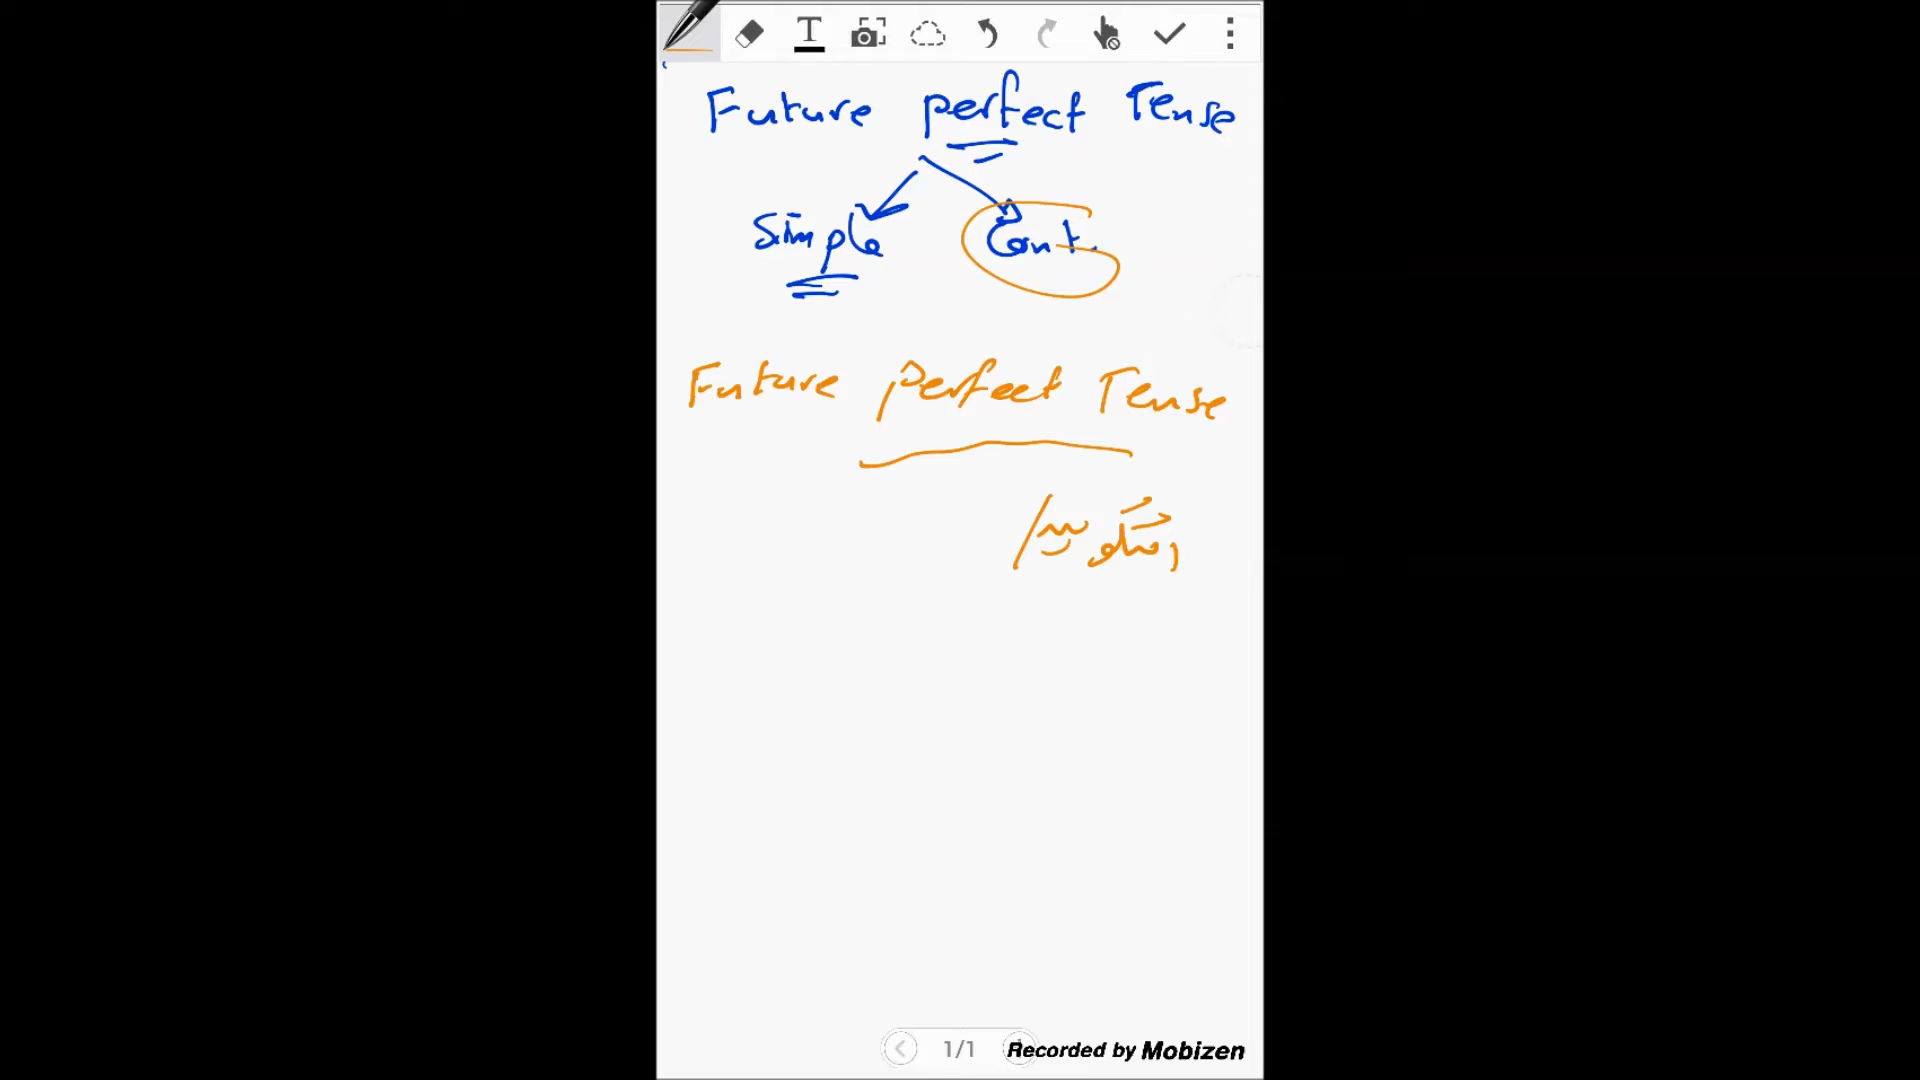 T
Future perfect Tense
Simple Cont.
Future perfect Tense
1/1
Recorded by Mobizen